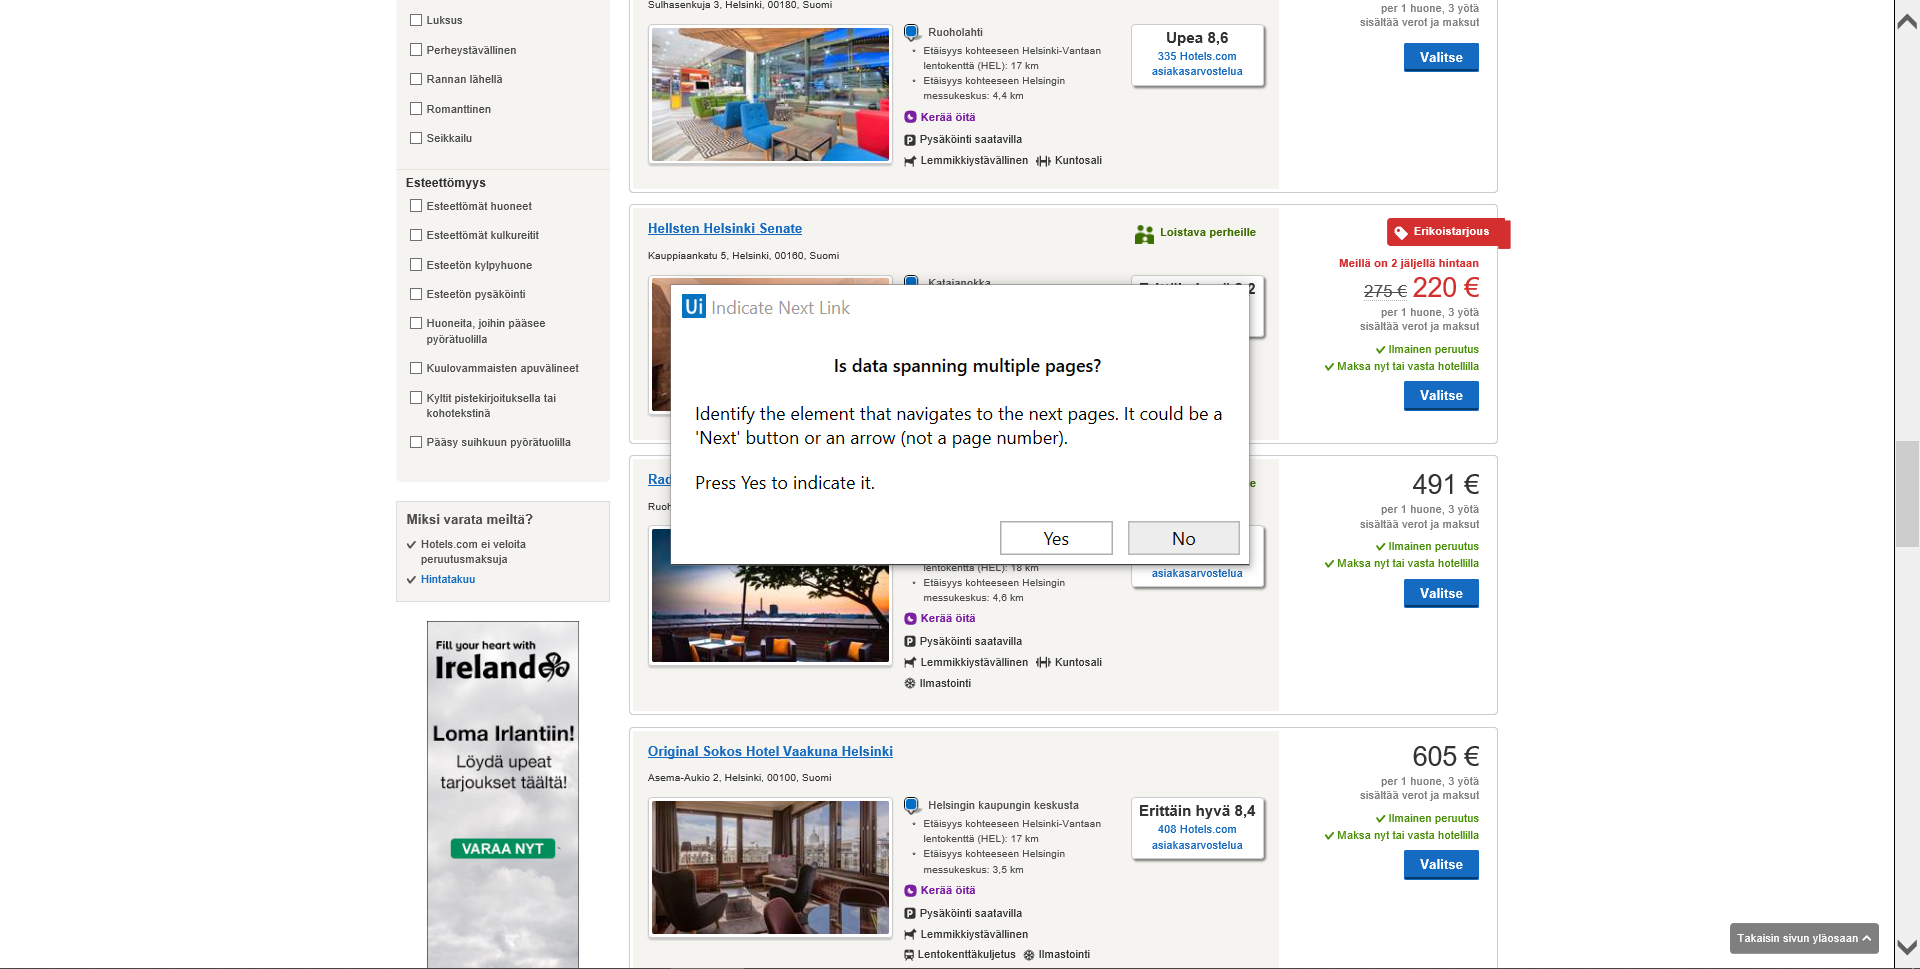 Luksus
Perheystävällinen
Rannan lähellä
Romanttinen
Seikkailu
Esteettömyys
Esteettömät huoneet
Esteettömät kulkureitit
Esteetön kylpyhuone
Esteetön pysäköinti
Huoneita, joihin pääsee
pyörätuolilla
Kuulovammaisten apuvälineet
Kyltit pistekirjoituksella tai
kohotekstinä
Pääsy suihkuun pyörätuolilla
Miksi varata meiltä?
Hotels.com ei veloita
peruutusmaksuja
Hintatakuu
Fill your heart with
Ireland
Loma Irlantiin!
Löydä upeat
tarjoukset täältä!
VARAA NYT
Sulhasenkuja 3, Helsinki, 00180, Suomi
Ruoholahti
Etäisyys kohteeseen Helsinki-Vantaan
lentokenttä (HEL): 17 km
Etäisyys kohteeseen Helsingin
messukeskus: 4,4 km
Kerää öitä
Pysäköinti saatavilla
Lemmikkiystävällinen Kuntosali
Upea 8,6
335 Hotels.com
asiakasarvostelua
per 1 huone, 3 yötä
sisältää verot ja maksut
Valitse
Hellsten Helsinki Senate
Loistava perheille
Kauppiaankatu 5, Helsinki, 00160, Suomi
Katajanokka
Erikoistarjous
Meillä on 2 jäljellä hintaan
275 € 220 €
per 1 huone, 3 yötä
sisältää verot ja maksut
Ilmainen peruutus
Maksa nyt tai vasta hotellilla
Valitse
Ui Indicate Next Link
Is data spanning multiple pages?
Identify the element that navigates to the next pages. It could be a
'Next' button or an arrow (not a page number).
Press Yes to indicate it.
Yes No
Rad
Ruoh
lentokenttä (HEL): 18 km
Etäisyys kohteeseen Helsingin
messukeskus: 4,6 km
Kerää öitä
Pysäköinti saatavilla
Lemmikkiystävällinen Kuntosali
Ilmastointi
asiakasarvostelua
491 €
per 1 huone, 3 yötä
sisältää verot ja maksut
Ilmainen peruutus
Maksa nyt tai vasta hotellilla
Valitse
Original Sokos Hotel Vaakuna Helsinki
Asema-Aukio 2, Helsinki, 00100, Suomi
Helsingin kaupungin keskusta
Etäisyys kohteeseen Helsinki-Vantaan
lentokenttä (HEL): 17 km
Etäisyys kohteeseen Helsingin
messukeskus: 3,5 km
Kerää öitä
Pysäköinti saatavilla
Lemmikkiystävällinen
Lentokenttäkuljetus Ilmastointi
Erittäin hyvä 8,4
408 Hotels.com
asiakasarvostelua
605 €
per 1 huone, 3 yötä
sisältää verot ja maksut
Ilmainen peruutus
Maksa nyt tai vasta hotellilla
Valitse
Takaisin sivun yläosaan